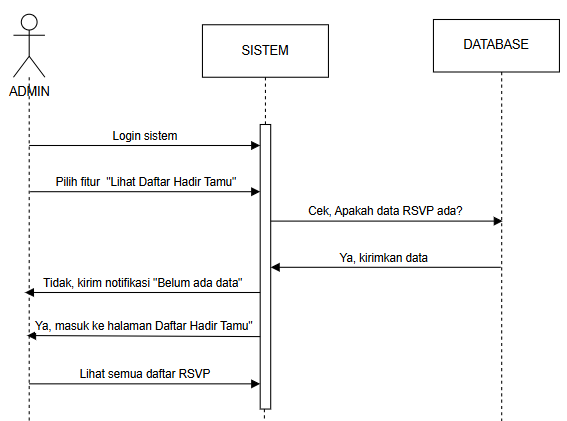 ADMIN
SISTEM
DATABASE
Login sistem
Pilih fitur "Lihat Daftar Hadir Tamu"
Cek, Apakah data RSVP ada?
Ya, kirimkan data
Tidak, kirim notifikasi "Belum ada data"
Ya, masuk ke halaman Daftar Hadir Tamu"
Lihat semua daftar RSVP